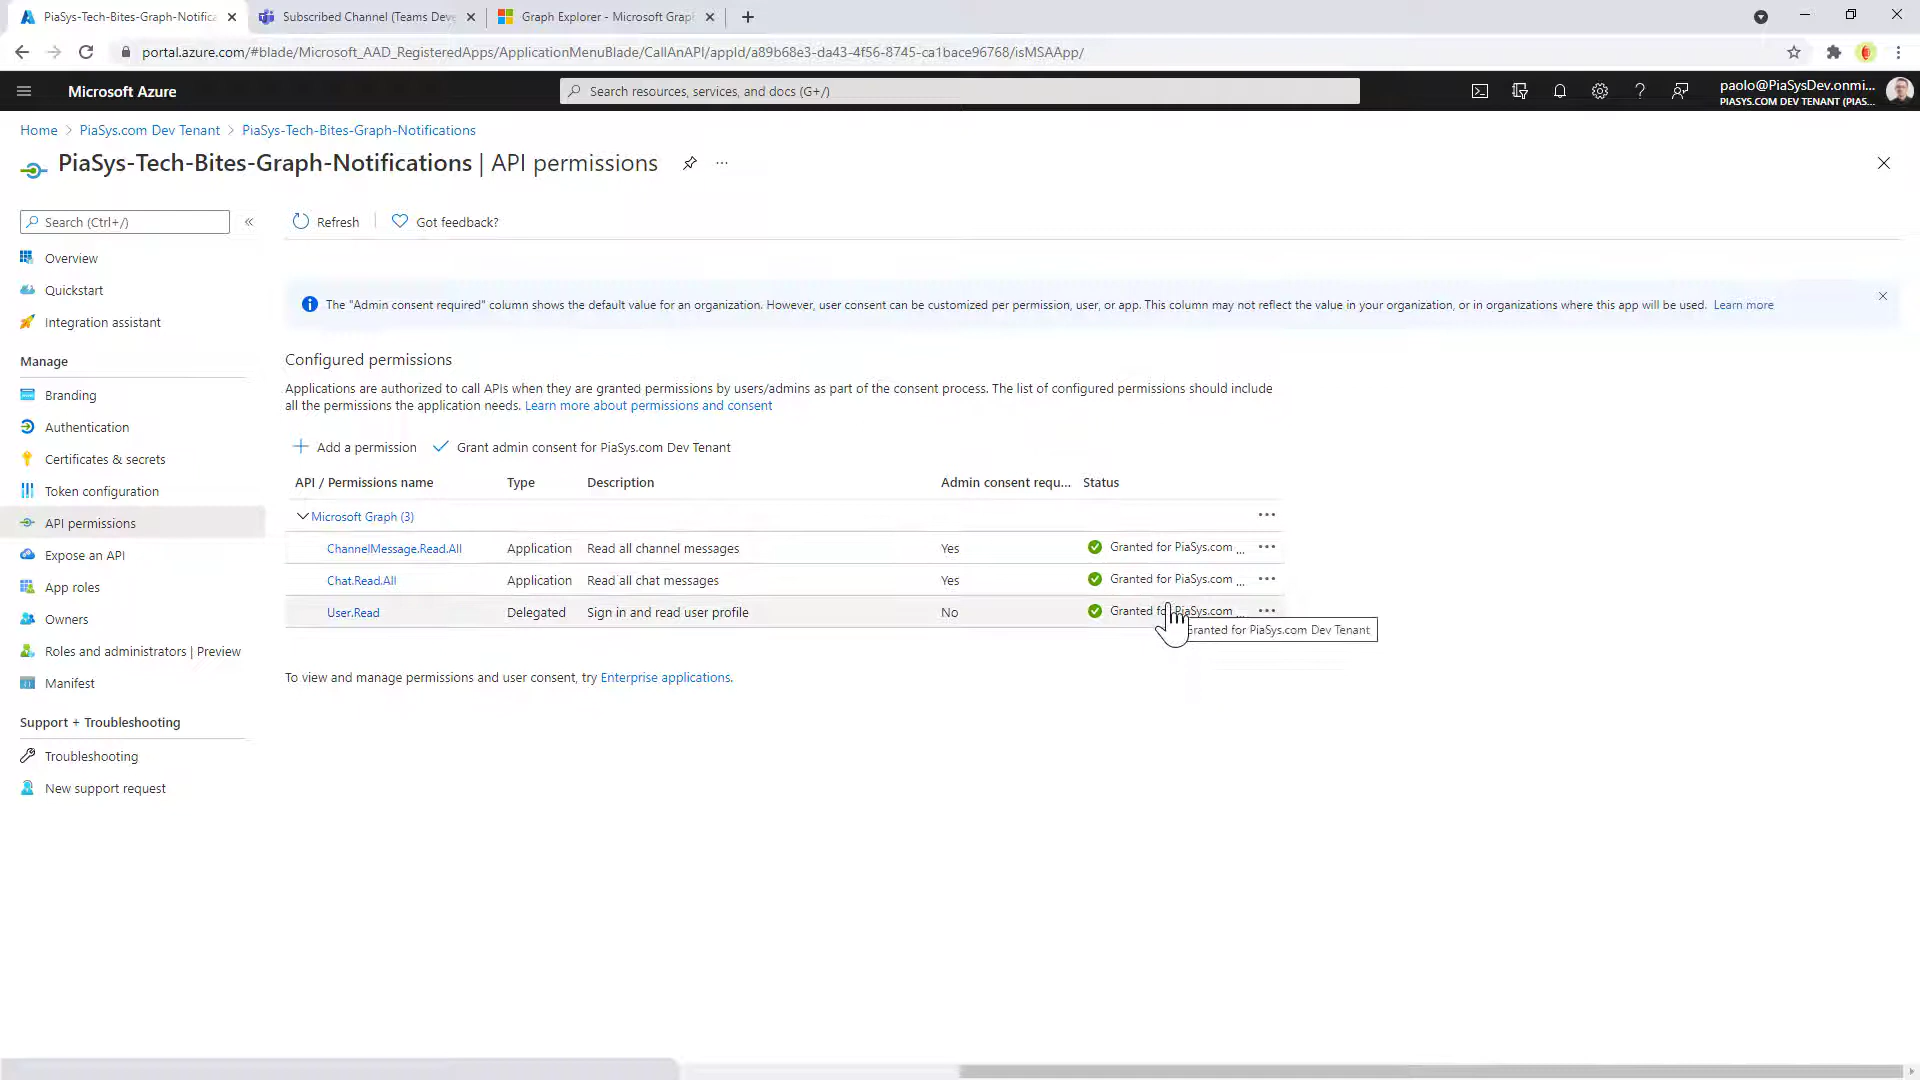 PiaSys-Tech-Bites-Graph-Notifica
Subscribed Channel (Teams Deve
Graph Explorer - Microsoft Grap
portal.azure.com/#blade/Microsoft_AAD_RegisteredApps/ApplicationMenuBlade/CallAnAPI/appId/a89b68e3-da43-4f56-8745-ca1bace96768/isMSAApp/
Microsoft Azure
Search resources, services, and docs (G+/)
paolo@PiaSysDev.onmi...
PIASYS.COM DEV TENANT (PIAS...
Home > PiaSys.com Dev Tenant > PiaSys-Tech-Bites-Graph-Notifications
PiaSys-Tech-Bites-Graph-Notifications | API permissions
Search (Ctrl+/)
Refresh
Got feedback?
Overview
Quickstart
Integration assistant
Manage
Branding
Authentication
Certificates & secrets
Token configuration
API permissions
Expose an API
App roles
Owners
Roles and administrators | Preview
Manifest
Support + Troubleshooting
Troubleshooting
New support request
The "Admin consent required" column shows the default value for an organization. However, user consent can be customized per permission, user, or app. This column may not reflect the value in your organization, or in organizations where this app will be used. Learn more
Configured permissions
Applications are authorized to call APIs when they are granted permissions by users/admins as part of the consent process. The list of configured permissions should include
all the permissions the application needs. Learn more about permissions and consent
Add a permission
Grant admin consent for PiaSys.com Dev Tenant
API / Permissions name Type Description Admin consent requ... Status
Microsoft Graph (3)
ChannelMessage.Read.All Application Read all channel messages Yes Granted for PiaSys.com ...
Chat.Read.All Application Read all chat messages Yes Granted for PiaSys.com ...
User.Read Delegated Sign in and read user profile No Granted for PiaSys.com ...
Granted for PiaSys.com Dev Tenant
To view and manage permissions and user consent, try Enterprise applications.